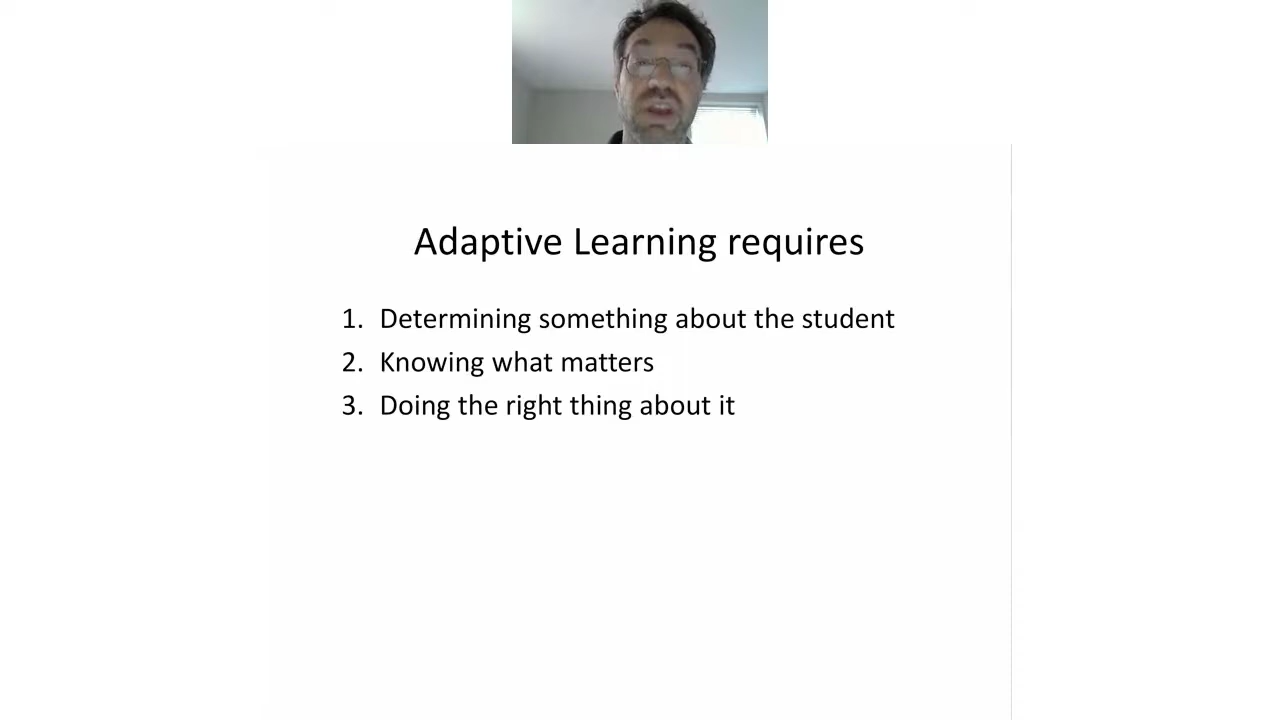 Adaptive Learning requires
1. Determining something about the student
2. Knowing what matters
3. Doing the right thing about it